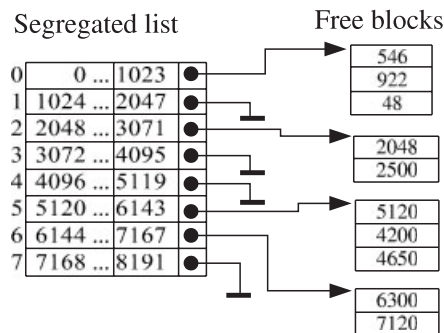 Segregated list
Free blocks
0 0 ... 1023
1 1024 ... 2047
2 2048 ... 3071
3 3072 ... 4095
4 4096 ... 5119
5 5120 ... 6143
6 6144 ... 7167
7 7168 ... 8191
546
922
48
2048
2500
5120
4200
4650
6300
7120